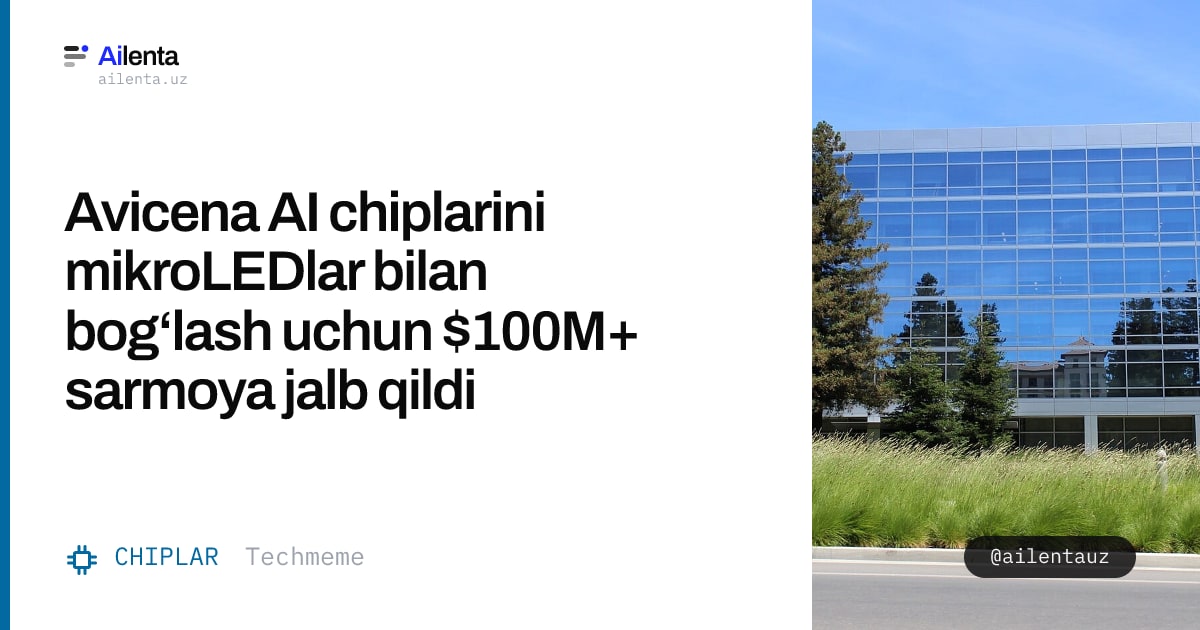 Ailenta
ailenta.uz
Avicena AI chiplarini
mikroLEDlar bilan
bog‘lash uchun $100M+
sarmoya jalb qildi
CHIPLAR Techmeme
@ailentauz